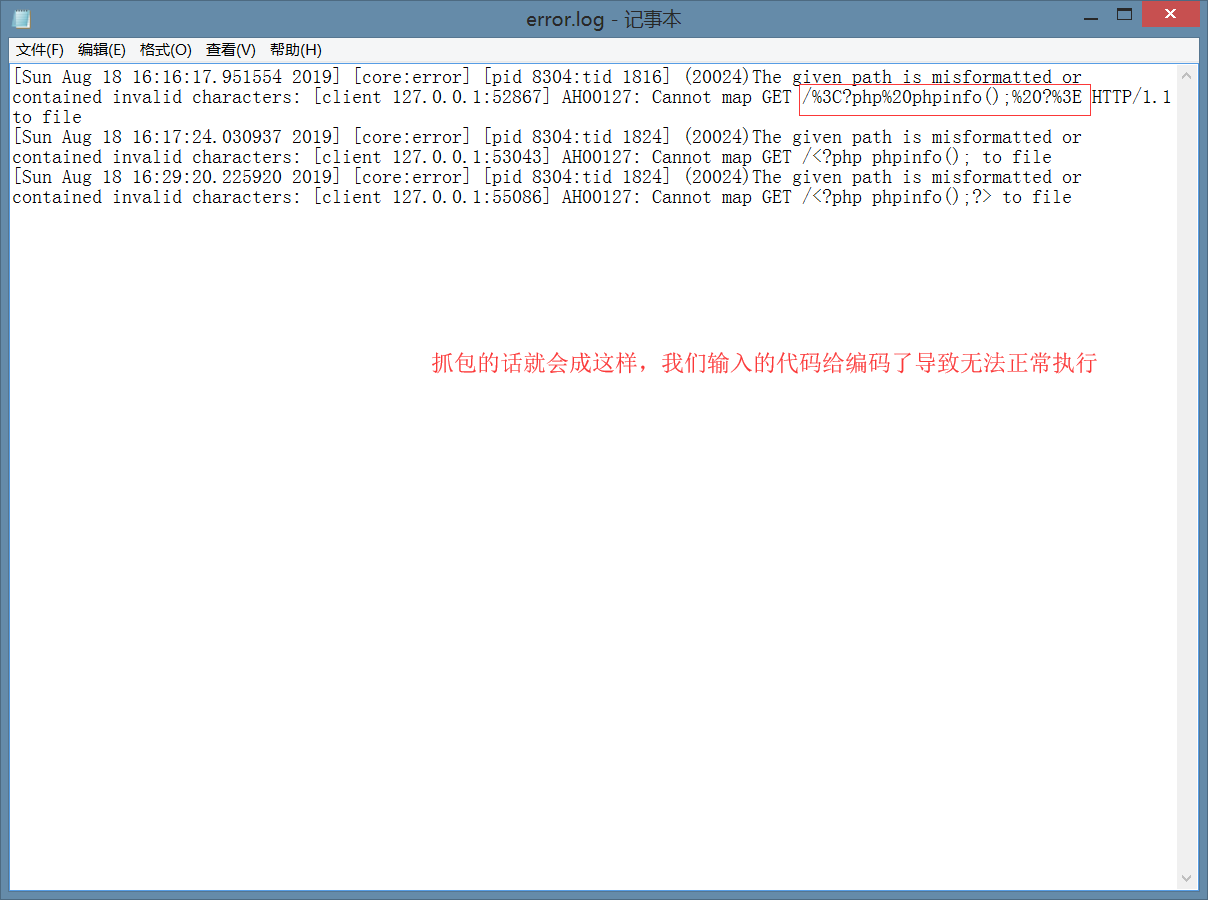 error.log - 记事本
文件(F) 编辑(E) 格式(O) 查看(V) 帮助(H)
[Sun Aug 18 16:16:17.951554 2019] [core:error] [pid 8304:tid 1816] (20024)The given path is misformatted or
contained invalid characters: [client 127.0.0.1:52867] AH00127: Cannot map GET /%3C?php%20phpinfo();%20?%3E HTTP/1.1
to file
[Sun Aug 18 16:17:24.030937 2019] [core:error] [pid 8304:tid 1824] (20024)The given path is misformatted or
contained invalid characters: [client 127.0.0.1:53043] AH00127: Cannot map GET /<?php phpinfo(); to file
[Sun Aug 18 16:29:20.225920 2019] [core:error] [pid 8304:tid 1824] (20024)The given path is misformatted or
contained invalid characters: [client 127.0.0.1:55086] AH00127: Cannot map GET /<?php phpinfo();?> to file
抓包的话就会成这样，我们输入的代码给编码了导致无法正常执行